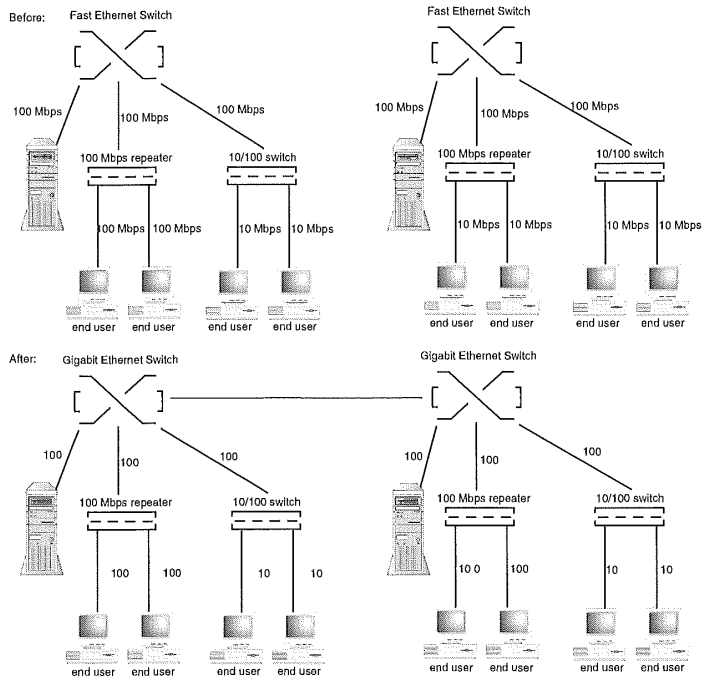 Before:
Fast Ethernet Switch
Fast Ethernet Switch
100 Mbps
100 Mbps
100 Mbps
100 Mbps
100 Mbps
100 Mbps
100 Mbps repeater
10/100 switch
100 Mbps repeater
10/100 switch
100 Mbps
100 Mbps
10 Mbps
10 Mbps
10 Mbps
10 Mbps
10 Mbps
10 Mbps
end user
end user
end user
end user
end user
end user
end user
end user
After:
Gigabit Ethernet Switch
Gigabit Ethernet Switch
100
100
100
100
100
100
100 Mbps repeater
10/100 switch
100 Mbps repeater
10/100 switch
100
100
10
10
10 0
100
10
10
end user
end user
end user
end user
end user
end user
end user
end user